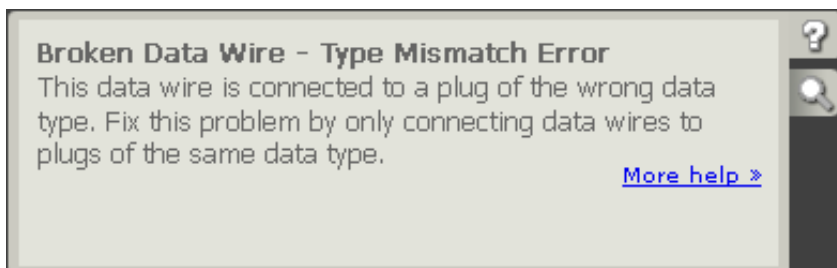 Broken Data Wire - Type Mismatch Error
This data wire is connected to a plug of the wrong data
type. Fix this problem by only connecting data wires to
plugs of the same data type.
More help »
?